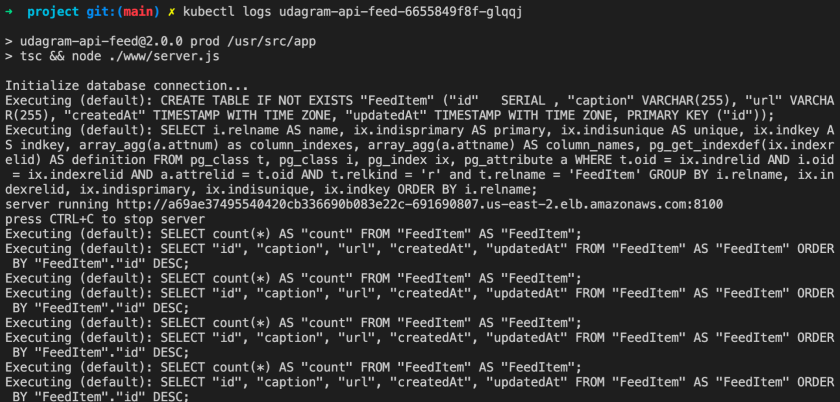 → project git:(main) ✗ kubectl logs udagram-api-feed-6655849f8f-glqqj
> udagram-api-feed@2.0.0 prod /usr/src/app
> tsc && node ./www/server.js
Initialize database connection...
Executing (default): CREATE TABLE IF NOT EXISTS "FeedItem" ("id"   SERIAL , "caption" VARCHAR(255), "url" VARCHA
R(255), "createdAt" TIMESTAMP WITH TIME ZONE, "updatedAt" TIMESTAMP WITH TIME ZONE, PRIMARY KEY ("id"));
Executing (default): SELECT i.relname AS name, ix.indisprimary AS primary, ix.indisunique AS unique, ix.indkey A
S indkey, array_agg(a.attnum) as column_indexes, array_agg(a.attname) AS column_names, pg_get_indexdef(ix.indexr
elid) AS definition FROM pg_class t, pg_class i, pg_index ix, pg_attribute a WHERE t.oid = ix.indrelid AND i.oid
 = ix.indexrelid AND a.attrelid = t.oid AND t.relkind = 'r' and t.relname = 'FeedItem' GROUP BY i.relname, ix.in
dexrelid, ix.indisprimary, ix.indisunique, ix.indkey ORDER BY i.relname;
server running http://a69ae37495540420cb336690b083e22c-691690807.us-east-2.elb.amazonaws.com:8100
press CTRL+C to stop server
Executing (default): SELECT count(*) AS "count" FROM "FeedItem" AS "FeedItem";
Executing (default): SELECT "id", "caption", "url", "createdAt", "updatedAt" FROM "FeedItem" AS "FeedItem" ORDER
 BY "FeedItem"."id" DESC;
Executing (default): SELECT count(*) AS "count" FROM "FeedItem" AS "FeedItem";
Executing (default): SELECT "id", "caption", "url", "createdAt", "updatedAt" FROM "FeedItem" AS "FeedItem" ORDER
 BY "FeedItem"."id" DESC;
Executing (default): SELECT count(*) AS "count" FROM "FeedItem" AS "FeedItem";
Executing (default): SELECT "id", "caption", "url", "createdAt", "updatedAt" FROM "FeedItem" AS "FeedItem" ORDER
 BY "FeedItem"."id" DESC;
Executing (default): SELECT count(*) AS "count" FROM "FeedItem" AS "FeedItem";
Executing (default): SELECT "id", "caption", "url", "createdAt", "updatedAt" FROM "FeedItem" AS "FeedItem" ORDER
 BY "FeedItem"."id" DESC;